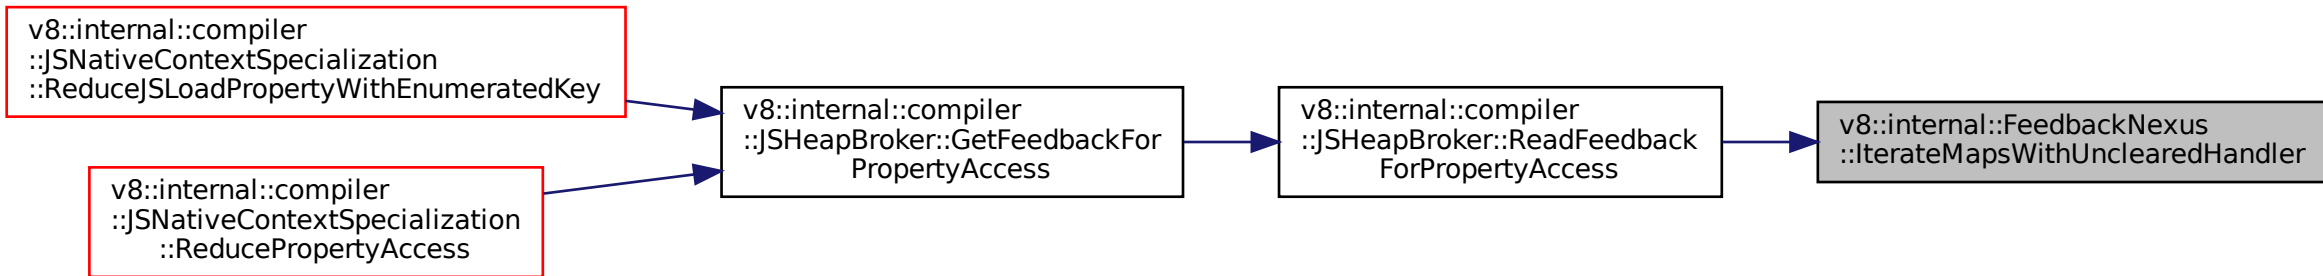 v8::internal::compiler
::JSNativeContextSpecialization
::ReduceJSLoadPropertyWithEnumeratedKey
v8::internal::compiler
::JSNativeContextSpecialization
::ReducePropertyAccess
v8::internal::compiler
::JSHeapBroker::GetFeedbackFor
PropertyAccess
v8::internal::compiler
::JSHeapBroker::ReadFeedback
ForPropertyAccess
v8::internal::FeedbackNexus
::IterateMapsWithUnclearedHandler